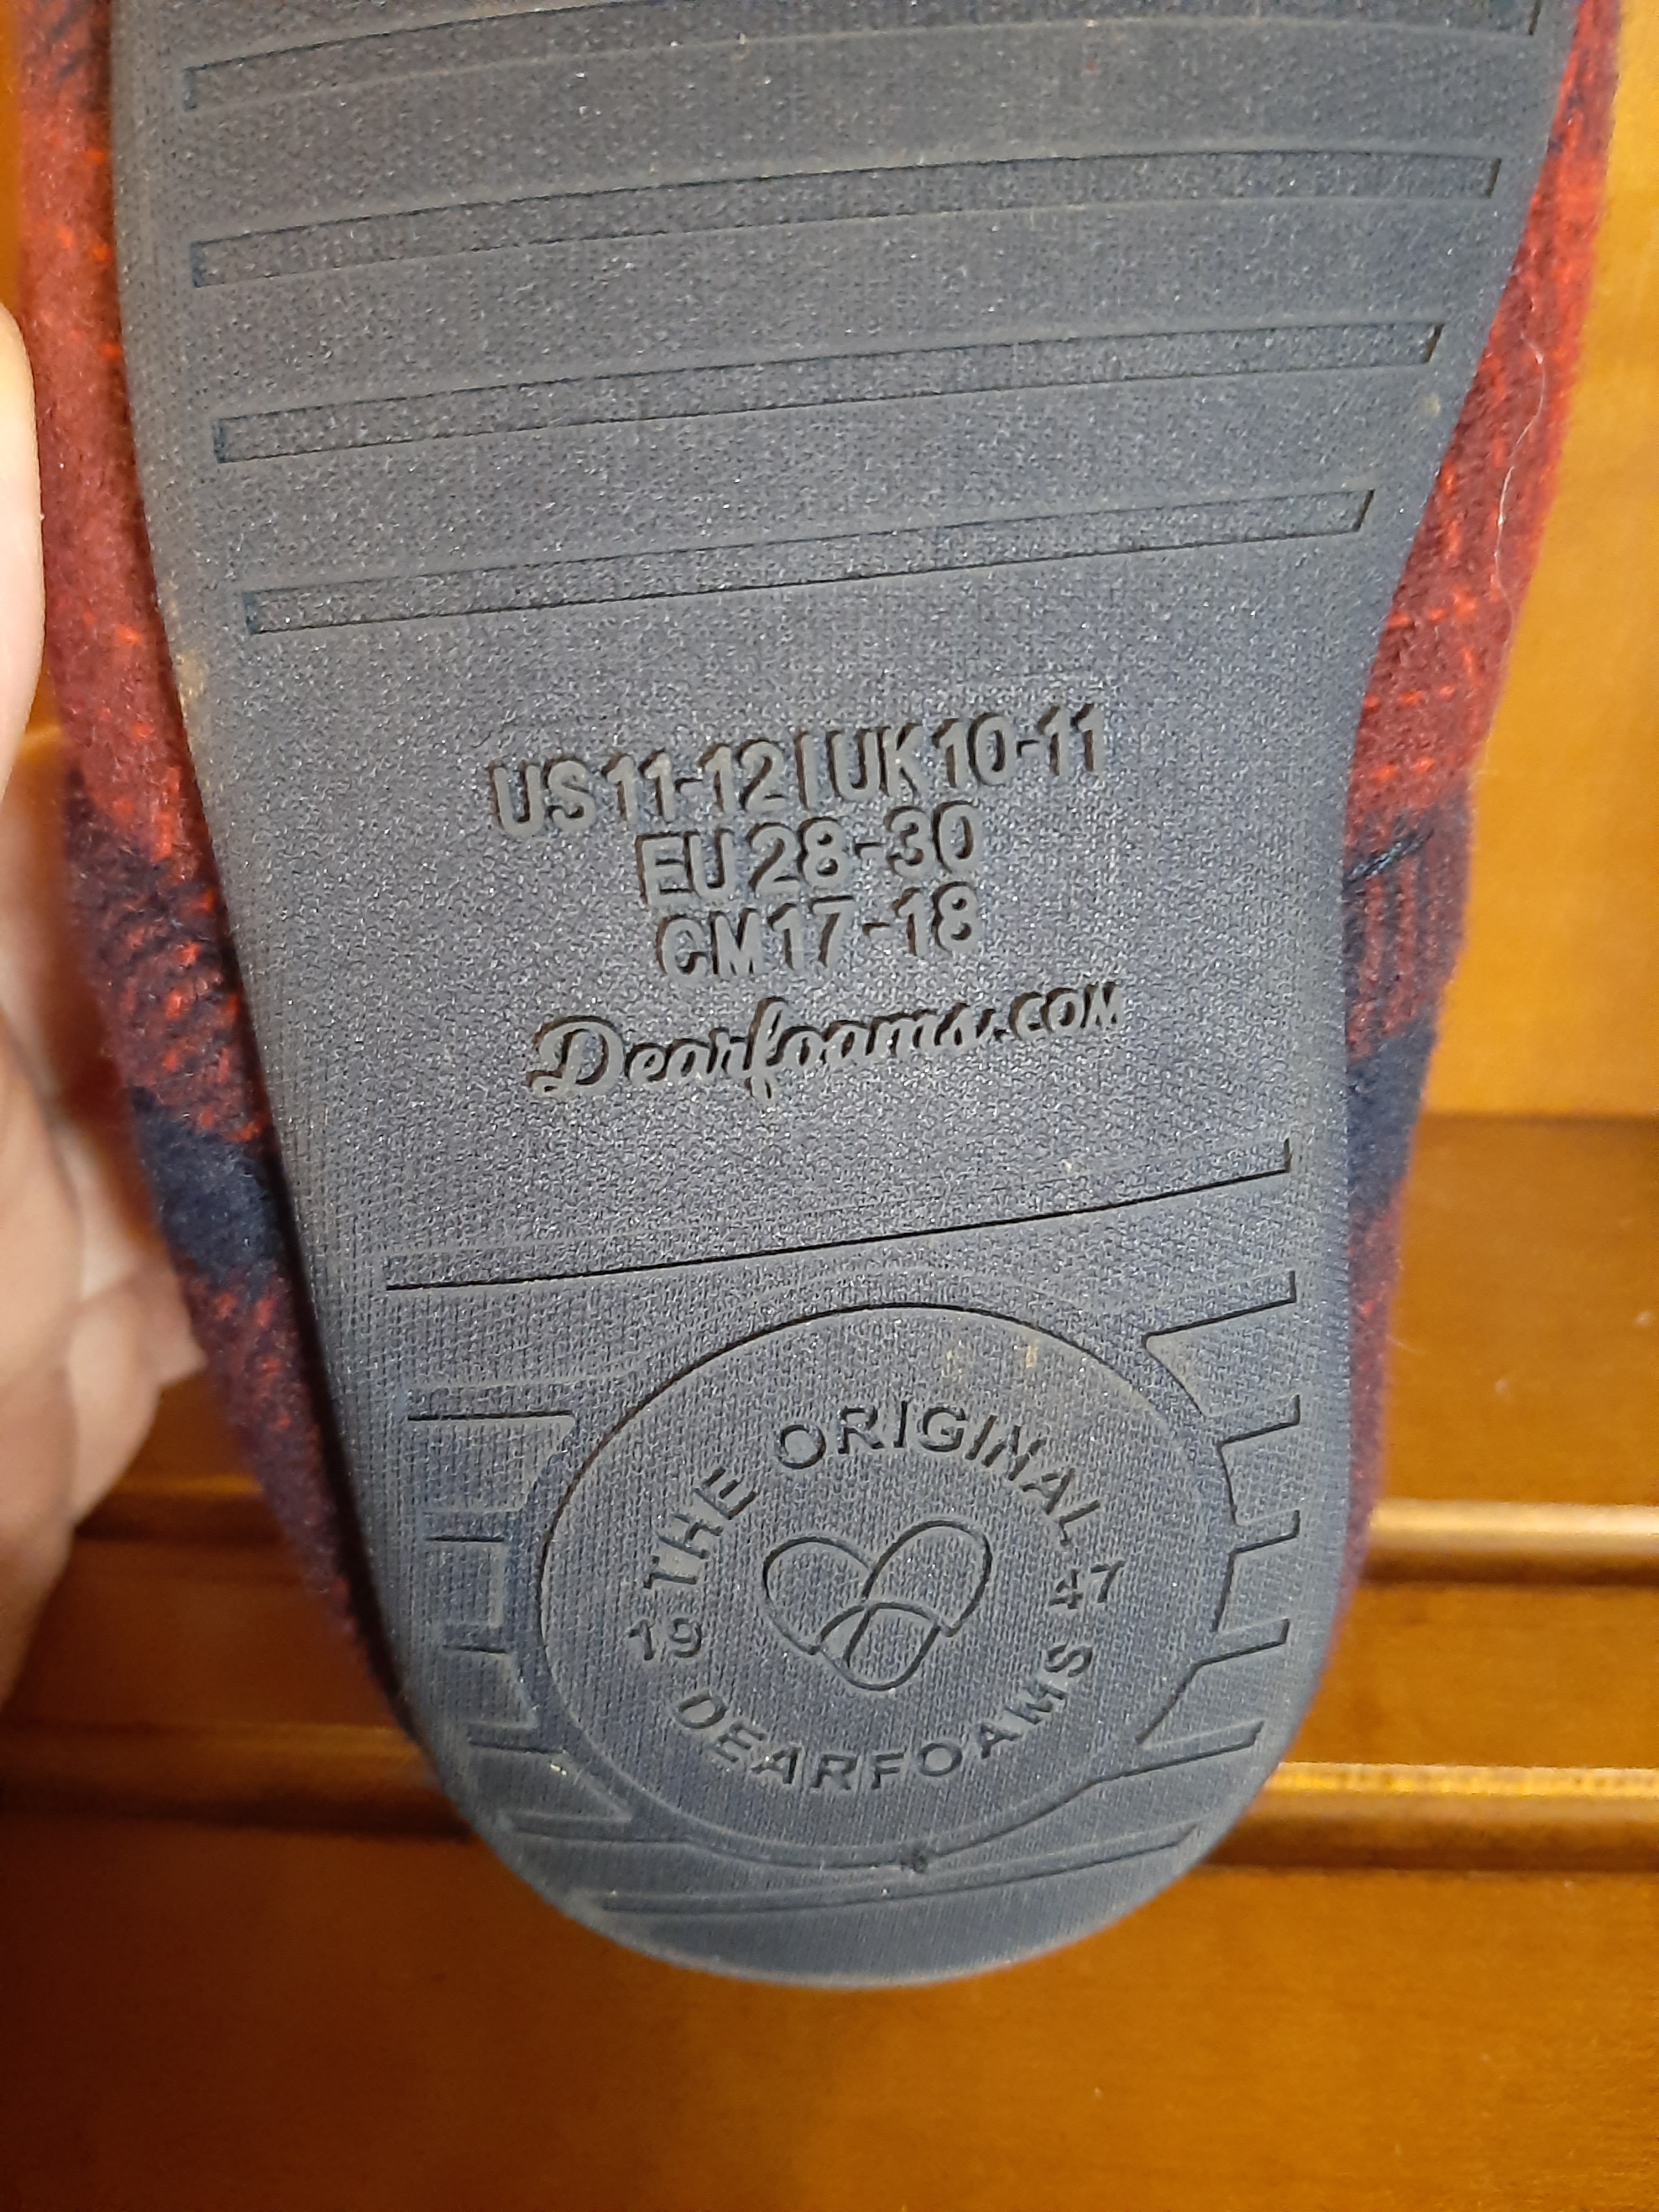 US 11-12 | UK 10-11
EU 28-30
CM 17-18
Dearfoams.COM
THE ORIGINAL
19 47
DEARFOAMS